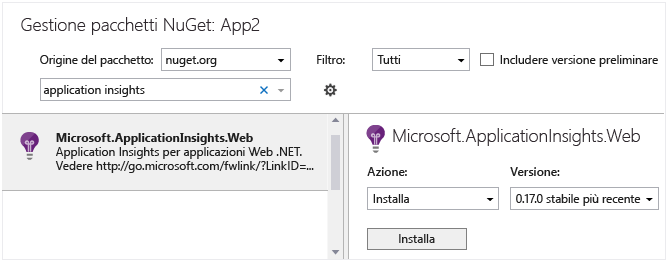 Gestione pacchetti NuGet: App2
Origine del pacchetto: nuget.org Filtro: Tutti Includere versione preliminare
application insights
Microsoft.ApplicationInsights.Web
Application Insights per applicazioni Web .NET.
Vedere http://go.microsoft.com/fwlink/?LinkID=...
Microsoft.ApplicationInsights.Web
Azione: Versione:
Installa 0.17.0 stabile più recente
Installa